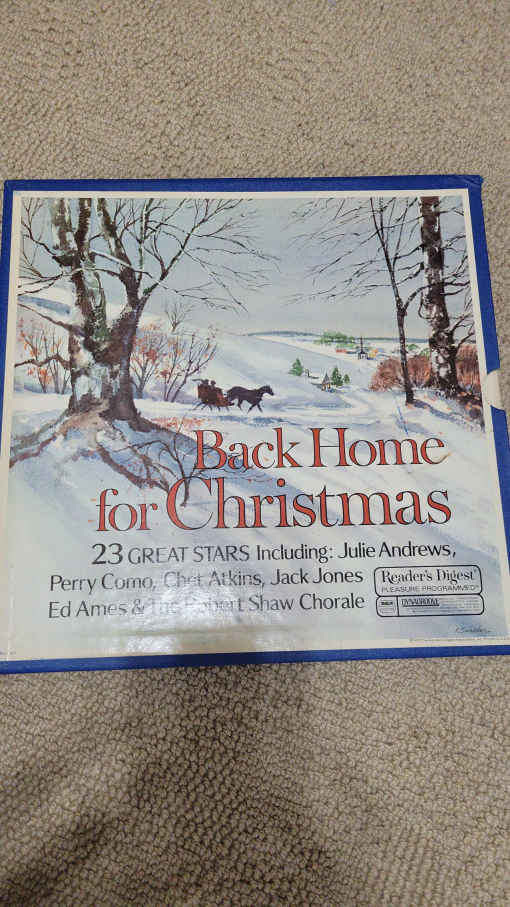 Back Home
for Christmas
23 GREAT STARS Including: Julie Andrews,
Perry Como, Chet Atkins, Jack Jones
Ed Ames & The Robert Shaw Chorale
Reader's Digest
PLEASURE PROGRAMMED
RCA
DYNAGROOVE